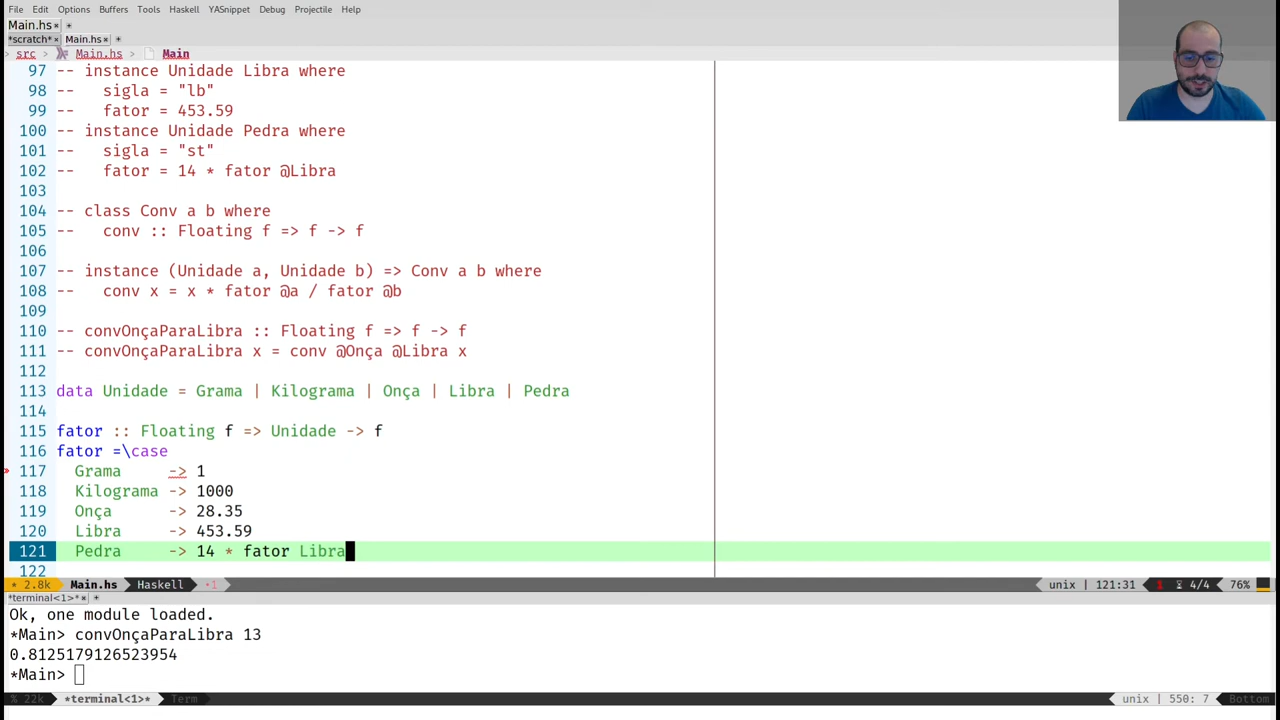 File Edit Options Buffers Tools Haskell YASnippet Debug Projectile Help
Main.hs × +
*scratch* × Main.hs × +
> src > Main.hs > Main
97 -- instance Unidade Libra where
98 --   sigla = "lb"
99 --   fator = 453.59
100 -- instance Unidade Pedra where
101 --   sigla = "st"
102 --   fator = 14 * fator @Libra
103
104 -- class Conv a b where
105 --   conv :: Floating f => f -> f
106
107 -- instance (Unidade a, Unidade b) => Conv a b where
108 --   conv x = x * fator @a / fator @b
109
110 -- convOnçaParaLibra :: Floating f => f -> f
111 -- convOnçaParaLibra x = conv @Onça @Libra x
112
113 data Unidade = Grama | Kilograma | Onça | Libra | Pedra
114
115 fator :: Floating f => Unidade -> f
116 fator =\case
117   Grama     -> 1
118   Kilograma -> 1000
119   Onça      -> 28.35
120   Libra     -> 453.59
121   Pedra     -> 14 * fator Libra
122
* 2.8k Main.hs Haskell •1 unix | 121:31 4/4 76%
*terminal<1>* × +
Ok, one module loaded.
*Main> convOnçaParaLibra 13
0.8125179126523954
*Main>
% 22k *terminal<1>* Term unix | 550: 7 Bottom